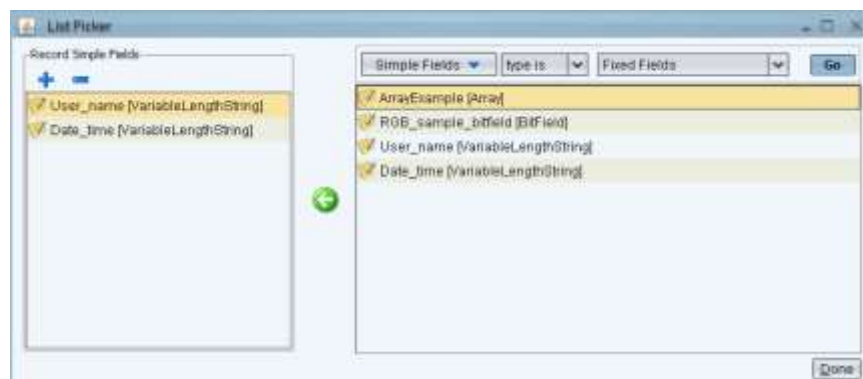 List Picker
Record Simple Fields
User_name [VariableLengthString]
Date_time [VariableLengthString]
Simple Fields
type is
Fixed Fields
Go
ArrayExample [Array]
RGB_sample_bitfield [BitField]
User_name [VariableLengthString]
Date_time [VariableLengthString]
Done